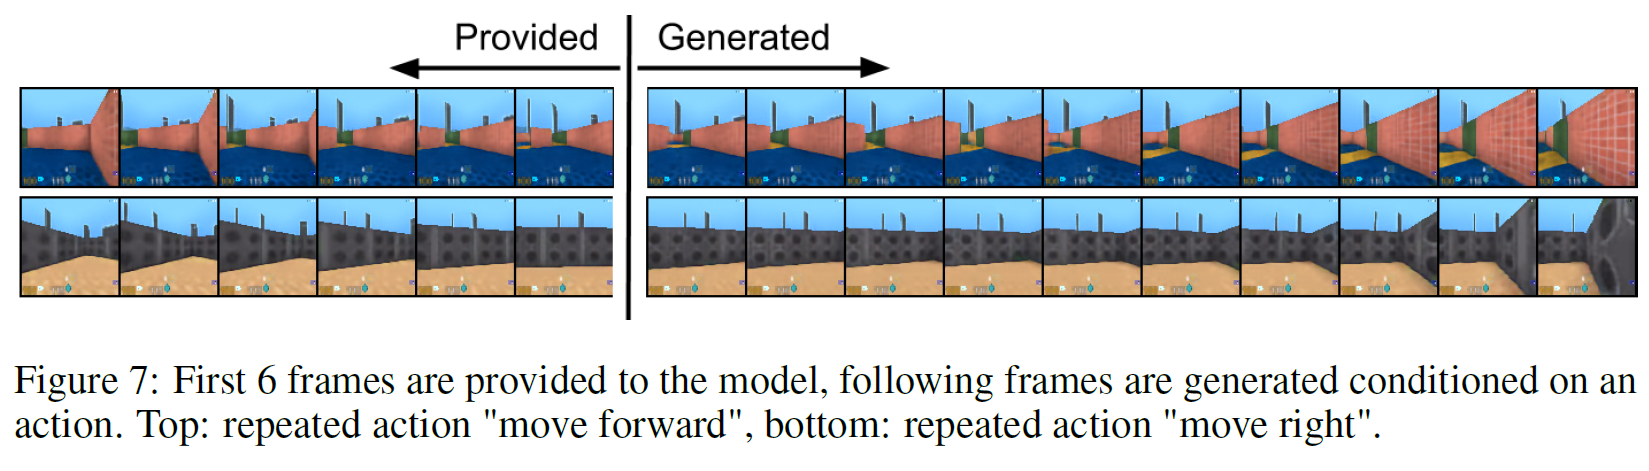 Provided Generated
Figure 7: First 6 frames are provided to the model, following frames are generated conditioned on an
action. Top: repeated action "move forward", bottom: repeated action "move right".